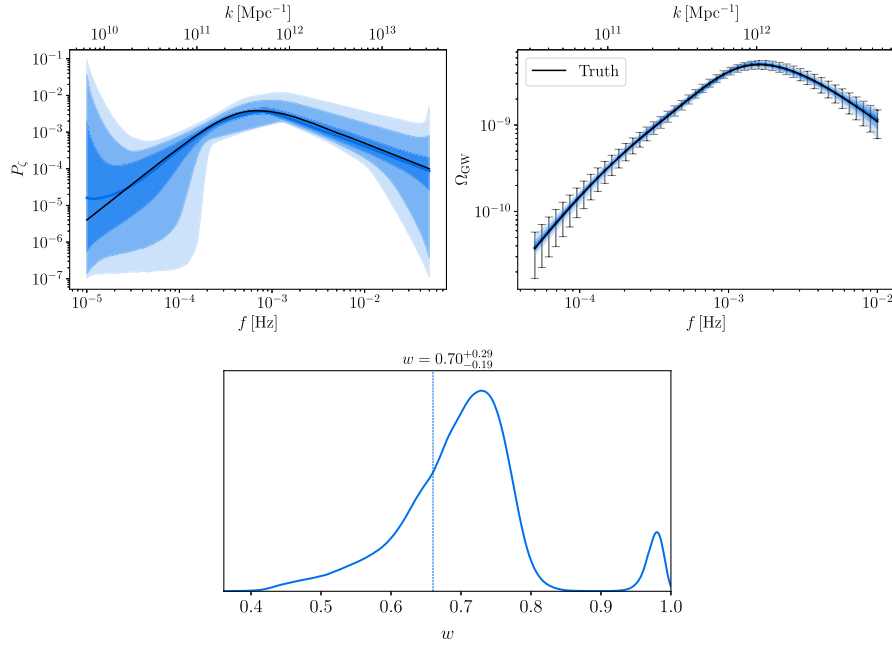 k [Mpc⁻¹]
10¹⁰ 10¹¹ 10¹² 10¹³
10⁻¹
10⁻²
10⁻³
10⁻⁴
10⁻⁵
10⁻⁶
10⁻⁷
P_ζ
10⁻⁵ 10⁻⁴ 10⁻³ 10⁻²
f [Hz]
k [Mpc⁻¹]
10¹¹ 10¹²
Truth
10⁻⁹
10⁻¹⁰
Ω_GW
10⁻⁴ 10⁻³ 10⁻²
f [Hz]
w = 0.70^{+0.29}_{-0.19}
0.4 0.5 0.6 0.7 0.8 0.9 1.0
w